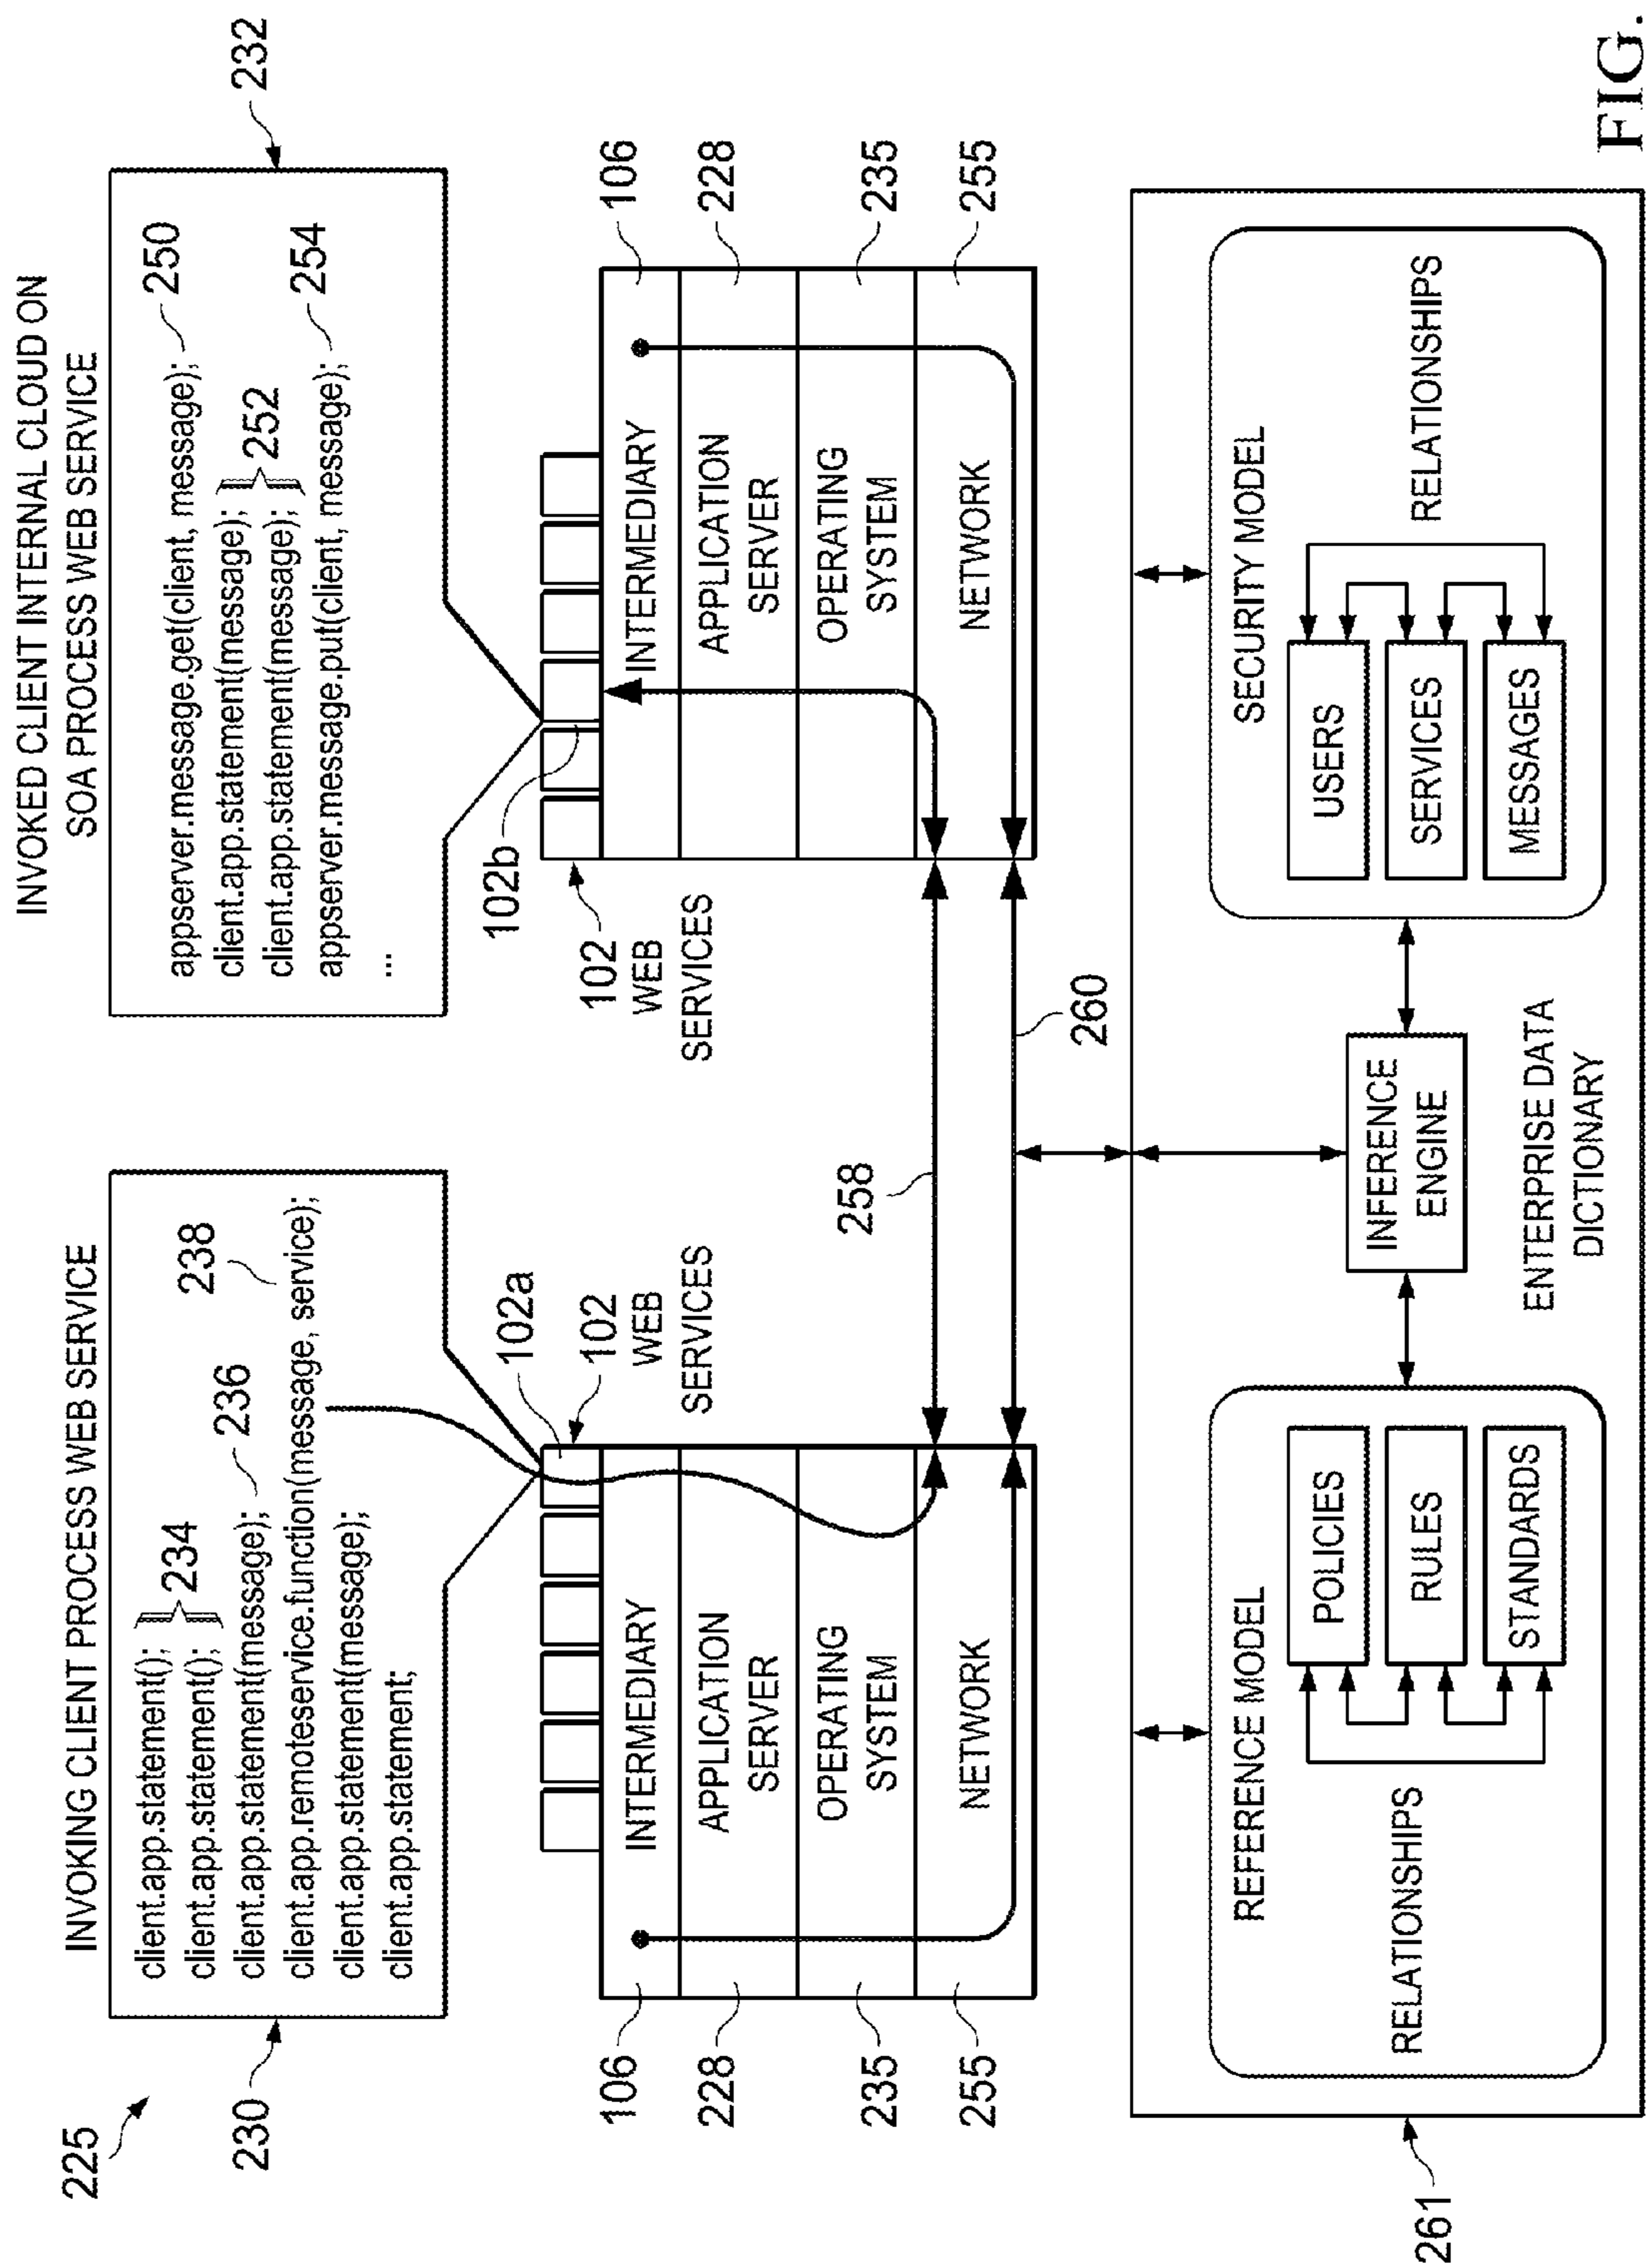 225
INVOKING CLIENT PROCESS WEB SERVICE
230
client.app.statement();
client.app.statement();
234
client.app.statement(message);
236
client.app.remoteservice.function(message, service);
238
client.app.statement(message);
client.app.statement;
INVOKED CLIENT INTERNAL CLOUD ON
SOA PROCESS WEB SERVICE
232
appserver.message.get(client, message);
250
client.app.statement(message);
client.app.statement(message);
252
appserver.message.put(client, message);
254
...
102a
102
WEB
SERVICES
106
INTERMEDIARY
228
APPLICATION
SERVER
235
OPERATING
SYSTEM
255
NETWORK
258
260
102b
102
WEB
SERVICES
INTERMEDIARY
106
APPLICATION
SERVER
228
OPERATING
SYSTEM
235
NETWORK
255
261
REFERENCE MODEL
RELATIONSHIPS
POLICIES
RULES
STANDARDS
INFERENCE
ENGINE
ENTERPRISE DATA
DICTIONARY
SECURITY MODEL
USERS
SERVICES
MESSAGES
RELATIONSHIPS
FIG.